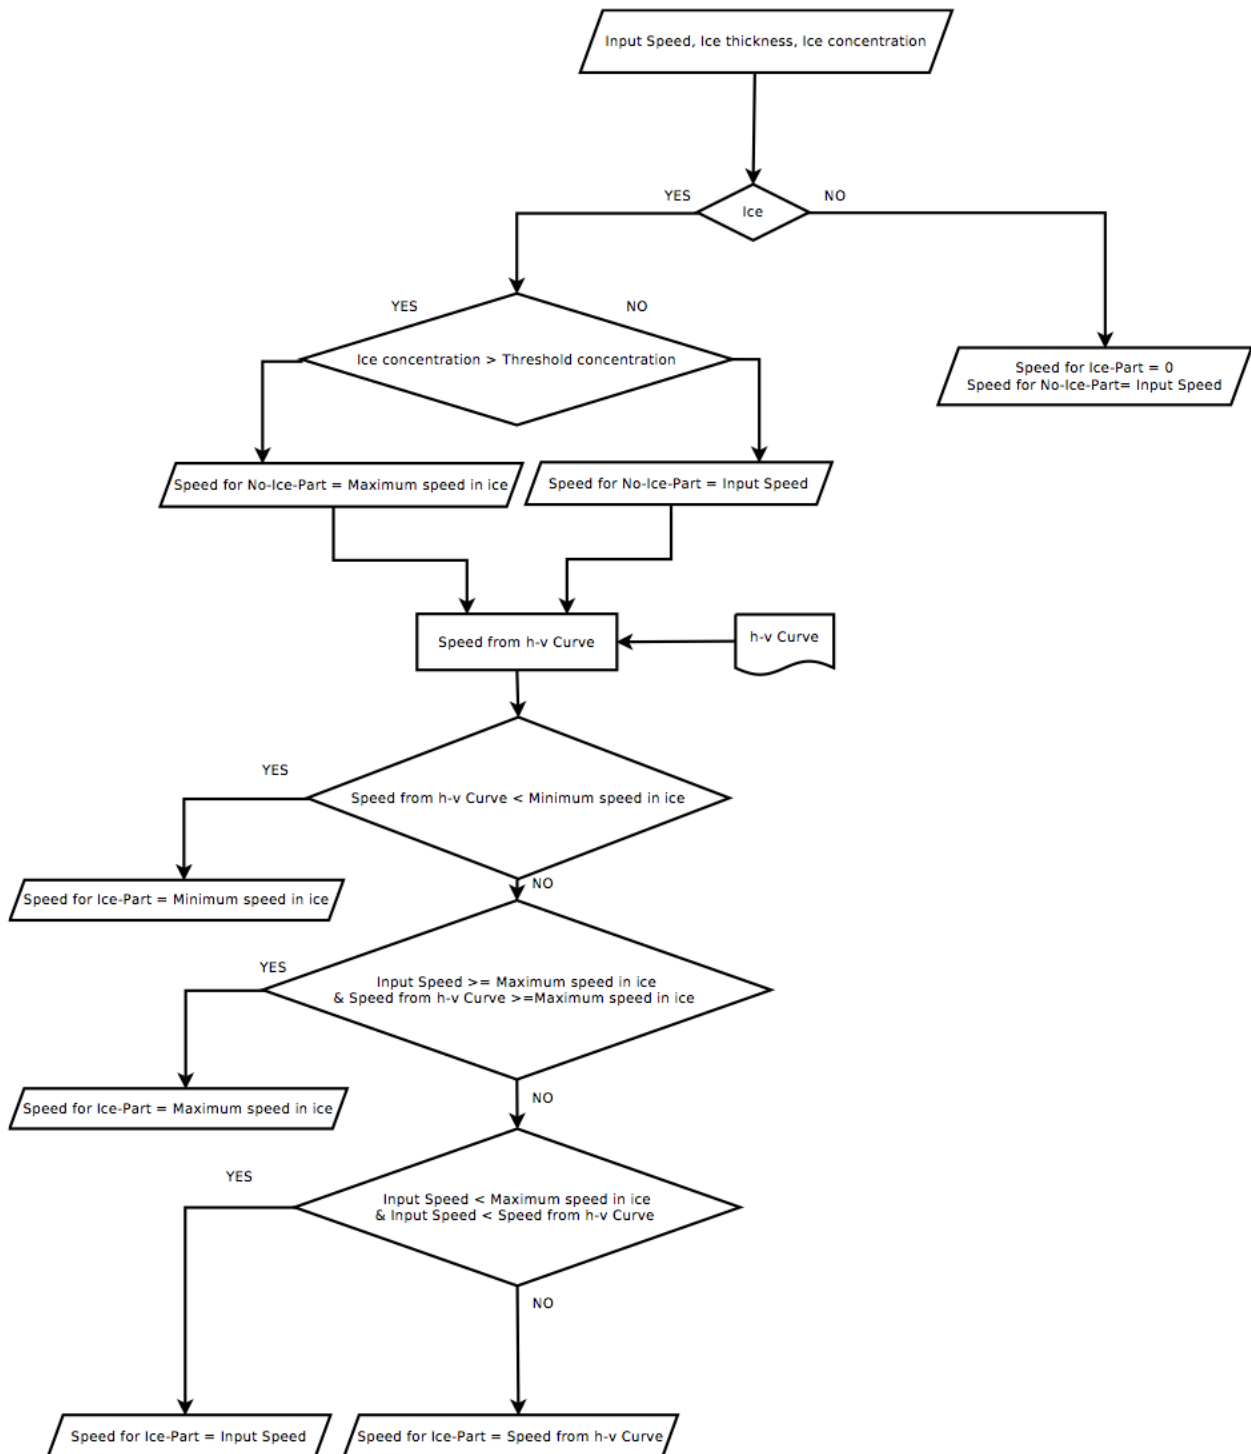 Input Speed, Ice thickness, Ice concentration
YES
NO
Ice
YES
NO
Ice concentration > Threshold concentration
Speed for Ice-Part = 0
Speed for No-Ice-Part= Input Speed
Speed for No-Ice-Part = Maximum speed in ice
Speed for No-Ice-Part = Input Speed
Speed from h-v Curve
h-v Curve
YES
Speed from h-v Curve < Minimum speed in ice
NO
Speed for Ice-Part = Minimum speed in ice
YES
Input Speed >= Maximum speed in ice
& Speed from h-v Curve >=Maximum speed in ice
NO
Speed for Ice-Part = Maximum speed in ice
YES
Input Speed < Maximum speed in ice
& Input Speed < Speed from h-v Curve
NO
Speed for Ice-Part = Input Speed
Speed for Ice-Part = Speed from h-v Curve